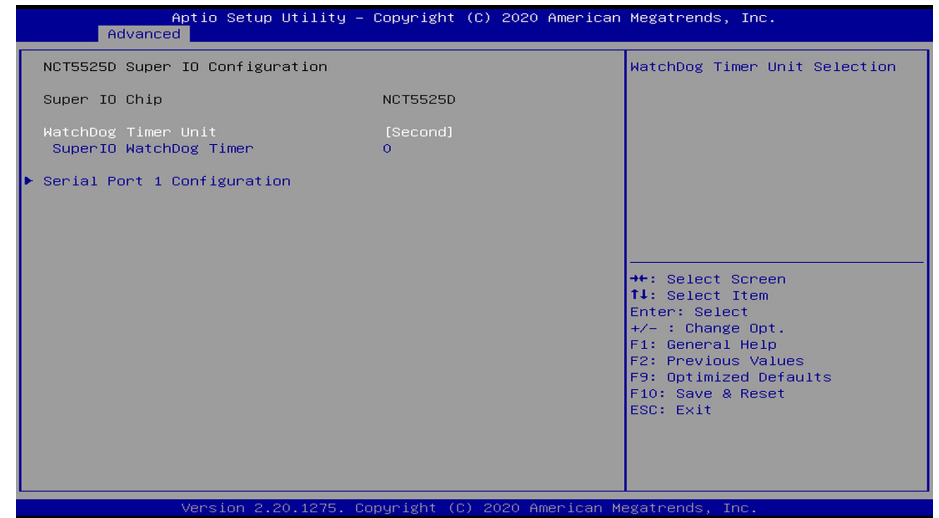 Aptio Setup Utility – Copyright (C) 2020 American Megatrends, Inc.
Advanced
NCT5525D Super IO Configuration
Super IO Chip NCT5525D
WatchDog Timer Unit [Second]
SuperIO WatchDog Timer 0
▶ Serial Port 1 Configuration
WatchDog Timer Unit Selection
→←: Select Screen
↑↓: Select Item
Enter: Select
+/- : Change Opt.
F1: General Help
F2: Previous Values
F9: Optimized Defaults
F10: Save & Reset
ESC: Exit
Version 2.20.1275. Copyright (C) 2020 American Megatrends, Inc.